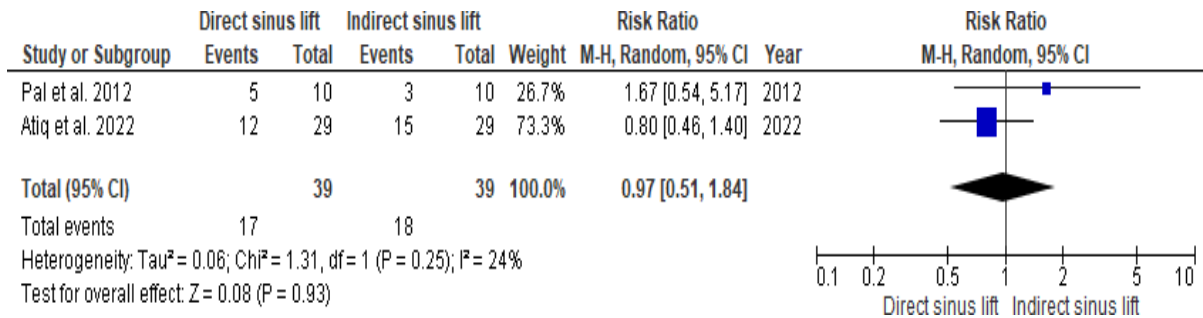 Direct sinus lift Indirect sinus lift Risk Ratio Risk Ratio
Study or Subgroup Events Total Events Total Weight M-H, Random, 95% CI Year M-H, Random, 95% CI
Pal et al. 2012 5 10 3 10 26.7% 1.67 [0.54, 5.17] 2012
Atiq et al. 2022 12 29 15 29 73.3% 0.80 [0.46, 1.40] 2022
Total (95% CI) 39 39 100.0% 0.97 [0.51, 1.84]
Total events 17 18
Heterogeneity: Tau² = 0.06; Chi² = 1.31, df = 1 (P = 0.25); I² = 24%
Test for overall effect: Z = 0.08 (P = 0.93)
0.1 0.2 0.5 1 2 5 10
Direct sinus lift Indirect sinus lift